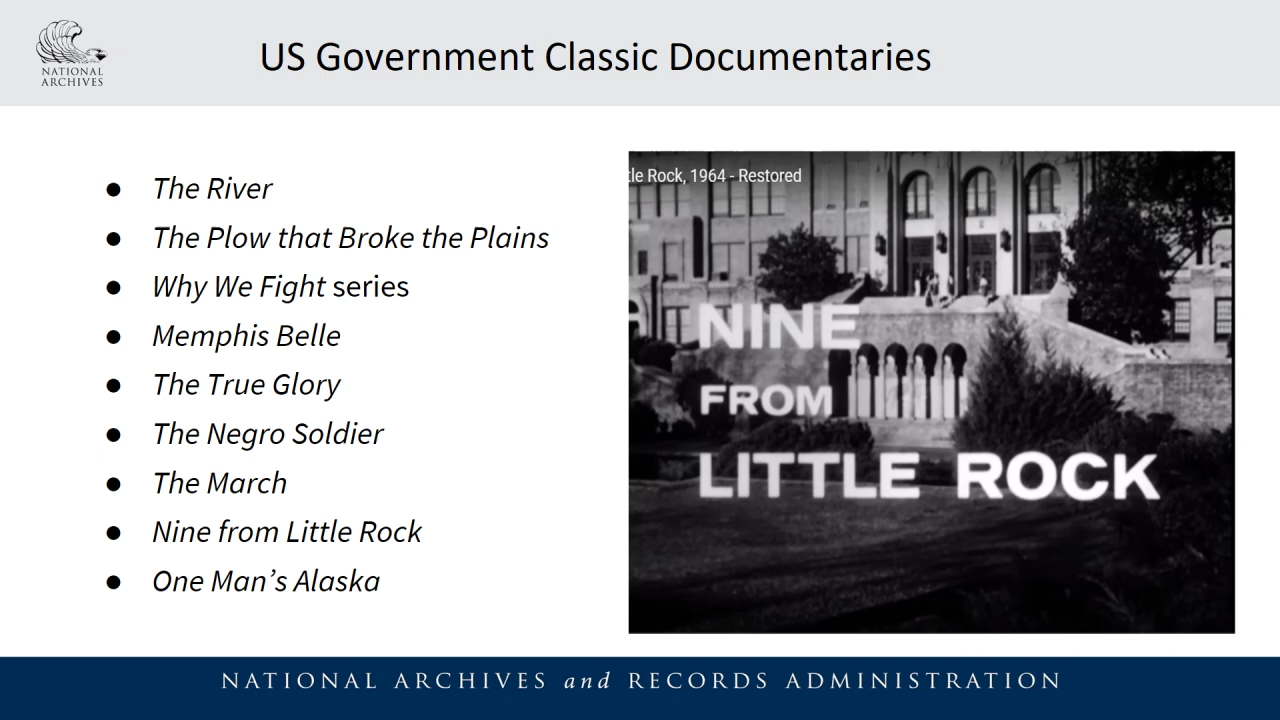 NATIONAL
ARCHIVES
US Government Classic Documentaries
● The River
● The Plow that Broke the Plains
● Why We Fight series
● Memphis Belle
● The True Glory
● The Negro Soldier
● The March
● Nine from Little Rock
● One Man’s Alaska
Rock, 1964 - Restored
NINE
FROM
LITTLE ROCK
NATIONAL ARCHIVES and RECORDS ADMINISTRATION